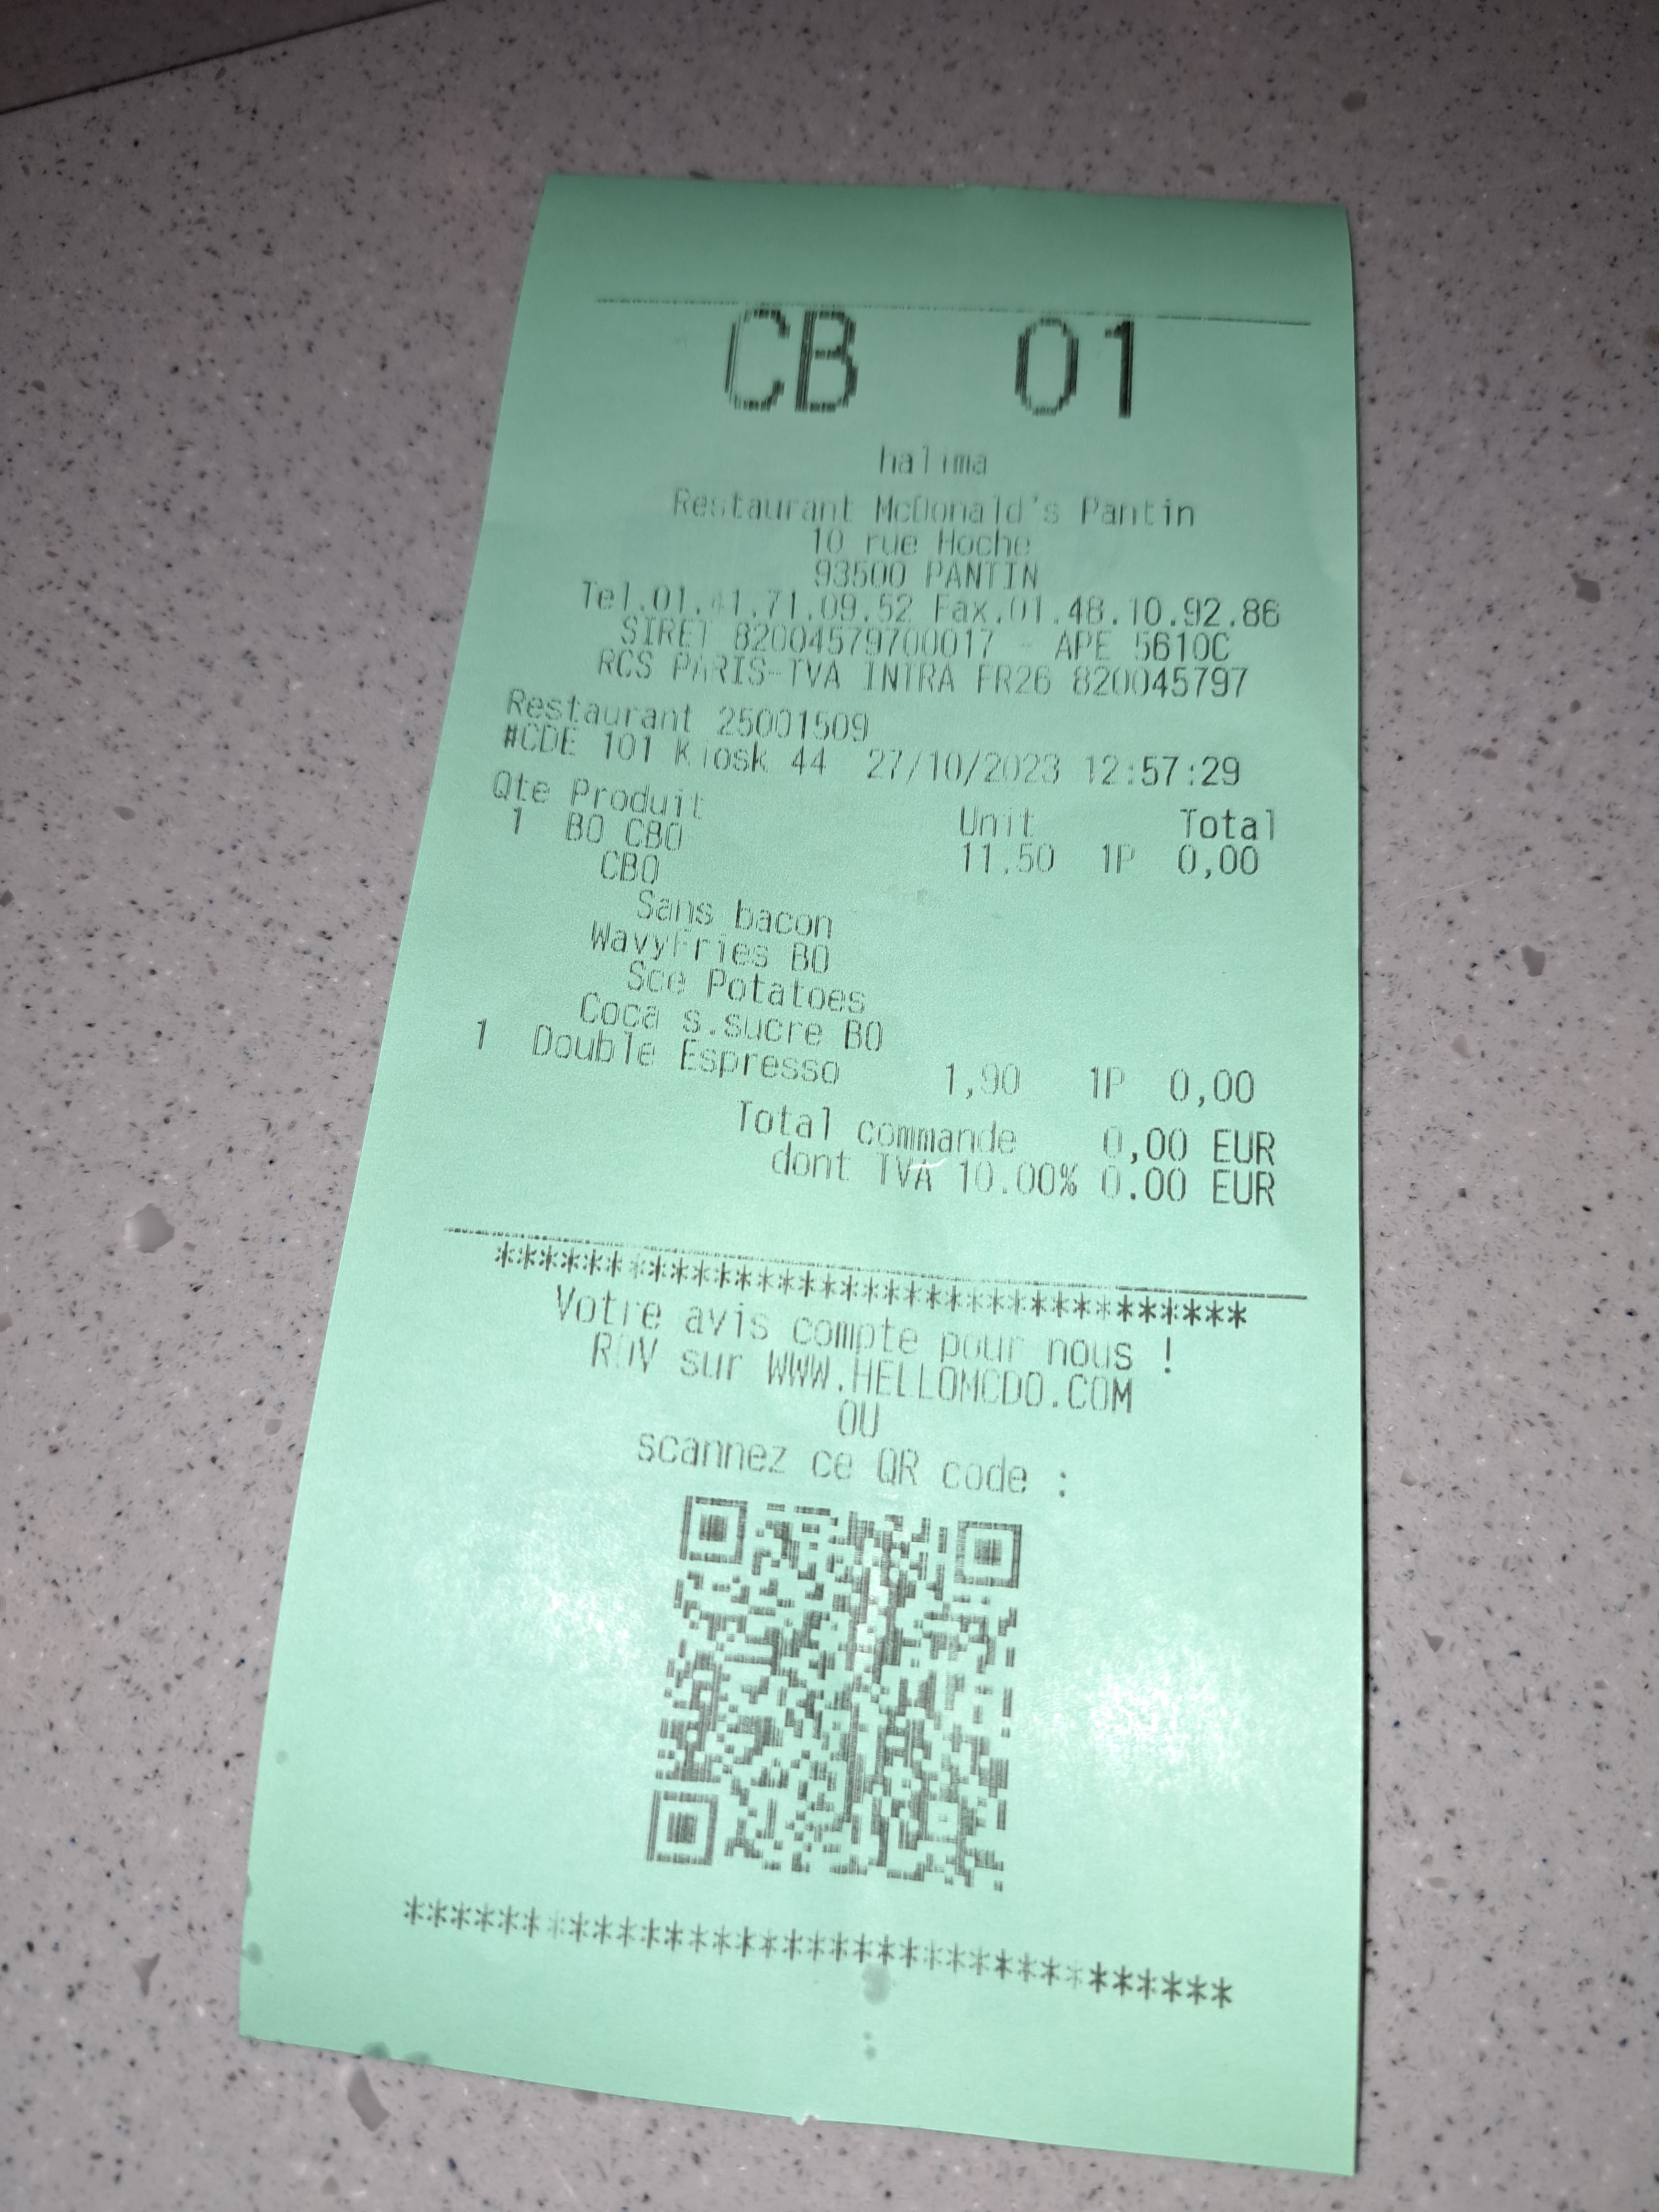 CB 01
halima
Restaurant McDonald's Pantin
10 rue Hoche
93500 PANTIN
Tel.01.41.71.09.52 Fax.01.48.10.92.86
SIRET 82004579700017 - APE 5610C
RCS PARIS-TVA INTRA FR26 820045797
Restaurant 25001509
#CDE 101 Kiosk 44 27/10/2023 12:57:29
Qte Produit Unit Total
1 BO CBO 11,50 1P 0,00
CBO
Sans bacon
WavyFries BO
Sce Potatoes
Coca s.sucre BO
1 Double Espresso 1,90 1P 0,00
Total commande 0,00 EUR
dont TVA 10.00% 0.00 EUR
***********************************
Votre avis compte pour nous !
RDV sur WWW.HELLOMCDO.COM
OU
scannez ce QR code :
***********************************